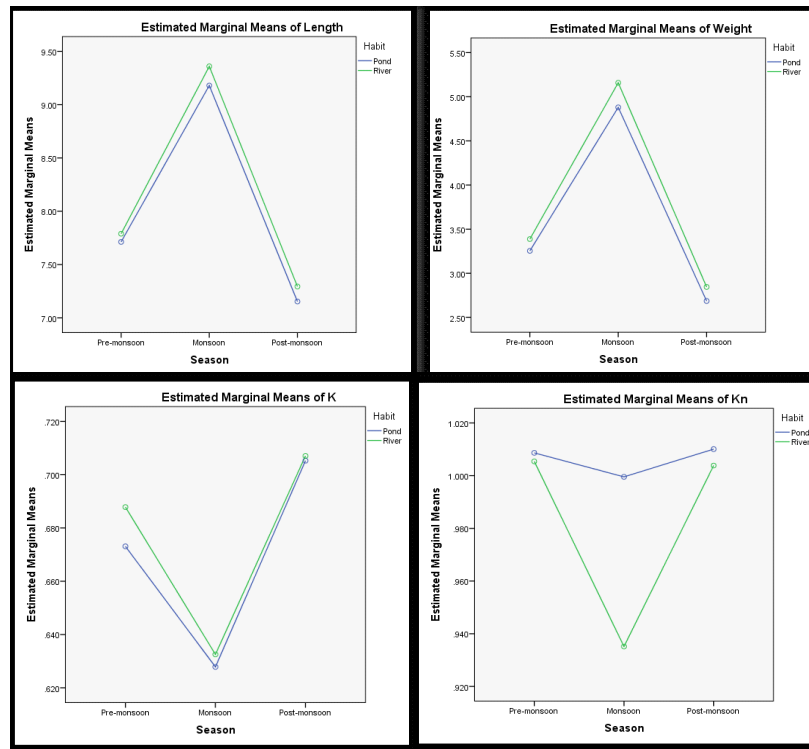 Estimated Marginal Means of Length
Habit
Pond
River
Estimated Marginal Means
9.50
9.00
8.50
8.00
7.50
7.00
Pre-monsoon Monsoon Post-monsoon
Season
Estimated Marginal Means of Weight
Habit
Pond
River
Estimated Marginal Means
5.50
5.00
4.50
4.00
3.50
3.00
2.50
Pre-monsoon Monsoon Post-monsoon
Season
Estimated Marginal Means of K
Habit
Pond
River
Estimated Marginal Means
.720
.700
.680
.660
.640
.620
Pre-monsoon Monsoon Post-monsoon
Season
Estimated Marginal Means of Kn
Habit
Pond
River
Estimated Marginal Means
1.020
1.000
.980
.960
.940
.920
Pre-monsoon Monsoon Post-monsoon
Season